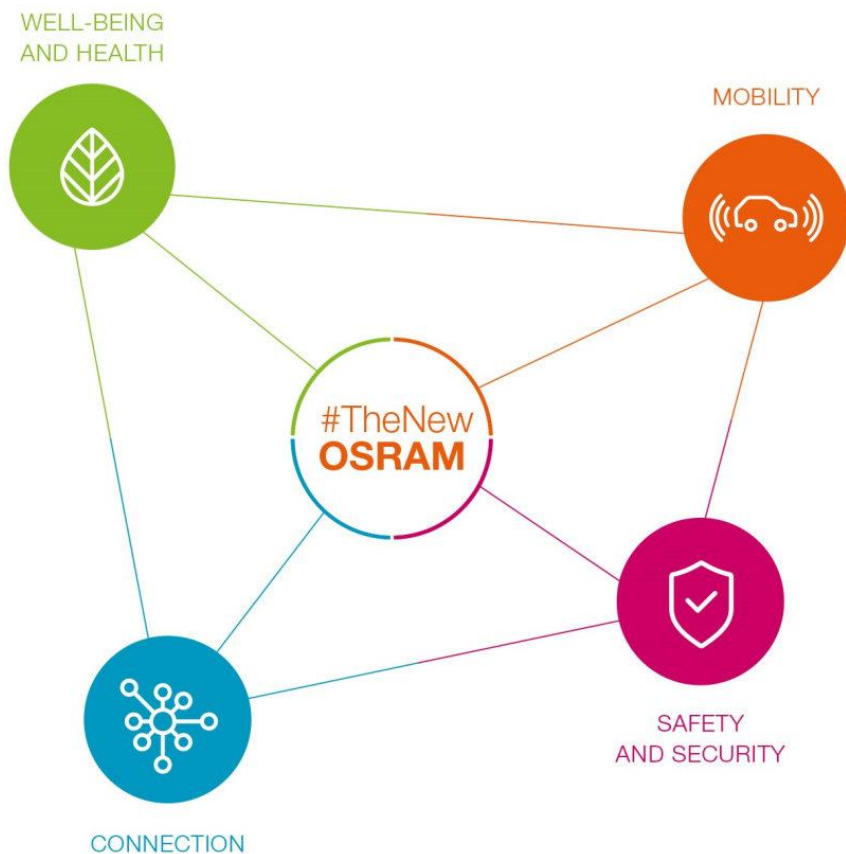 WELL-BEING
AND HEALTH
MOBILITY
#TheNew
OSRAM
SAFETY
AND SECURITY
CONNECTION